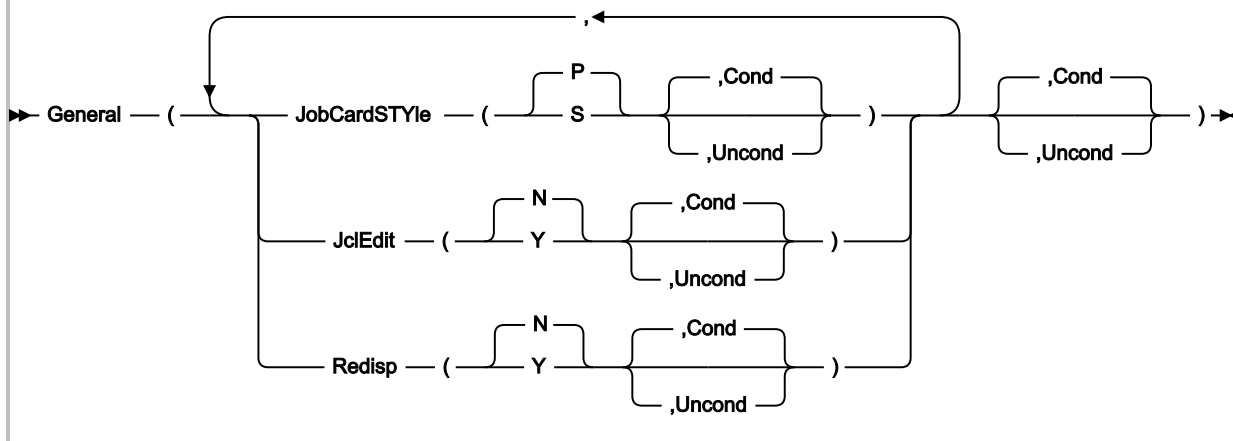 ,
P ,Cond ,Cond
General ( JobCardSTYle ( S ) )
,Uncond ,Uncond
N ,Cond
JclEdit ( Y )
,Uncond
N ,Cond
Redisp ( Y )
,Uncond